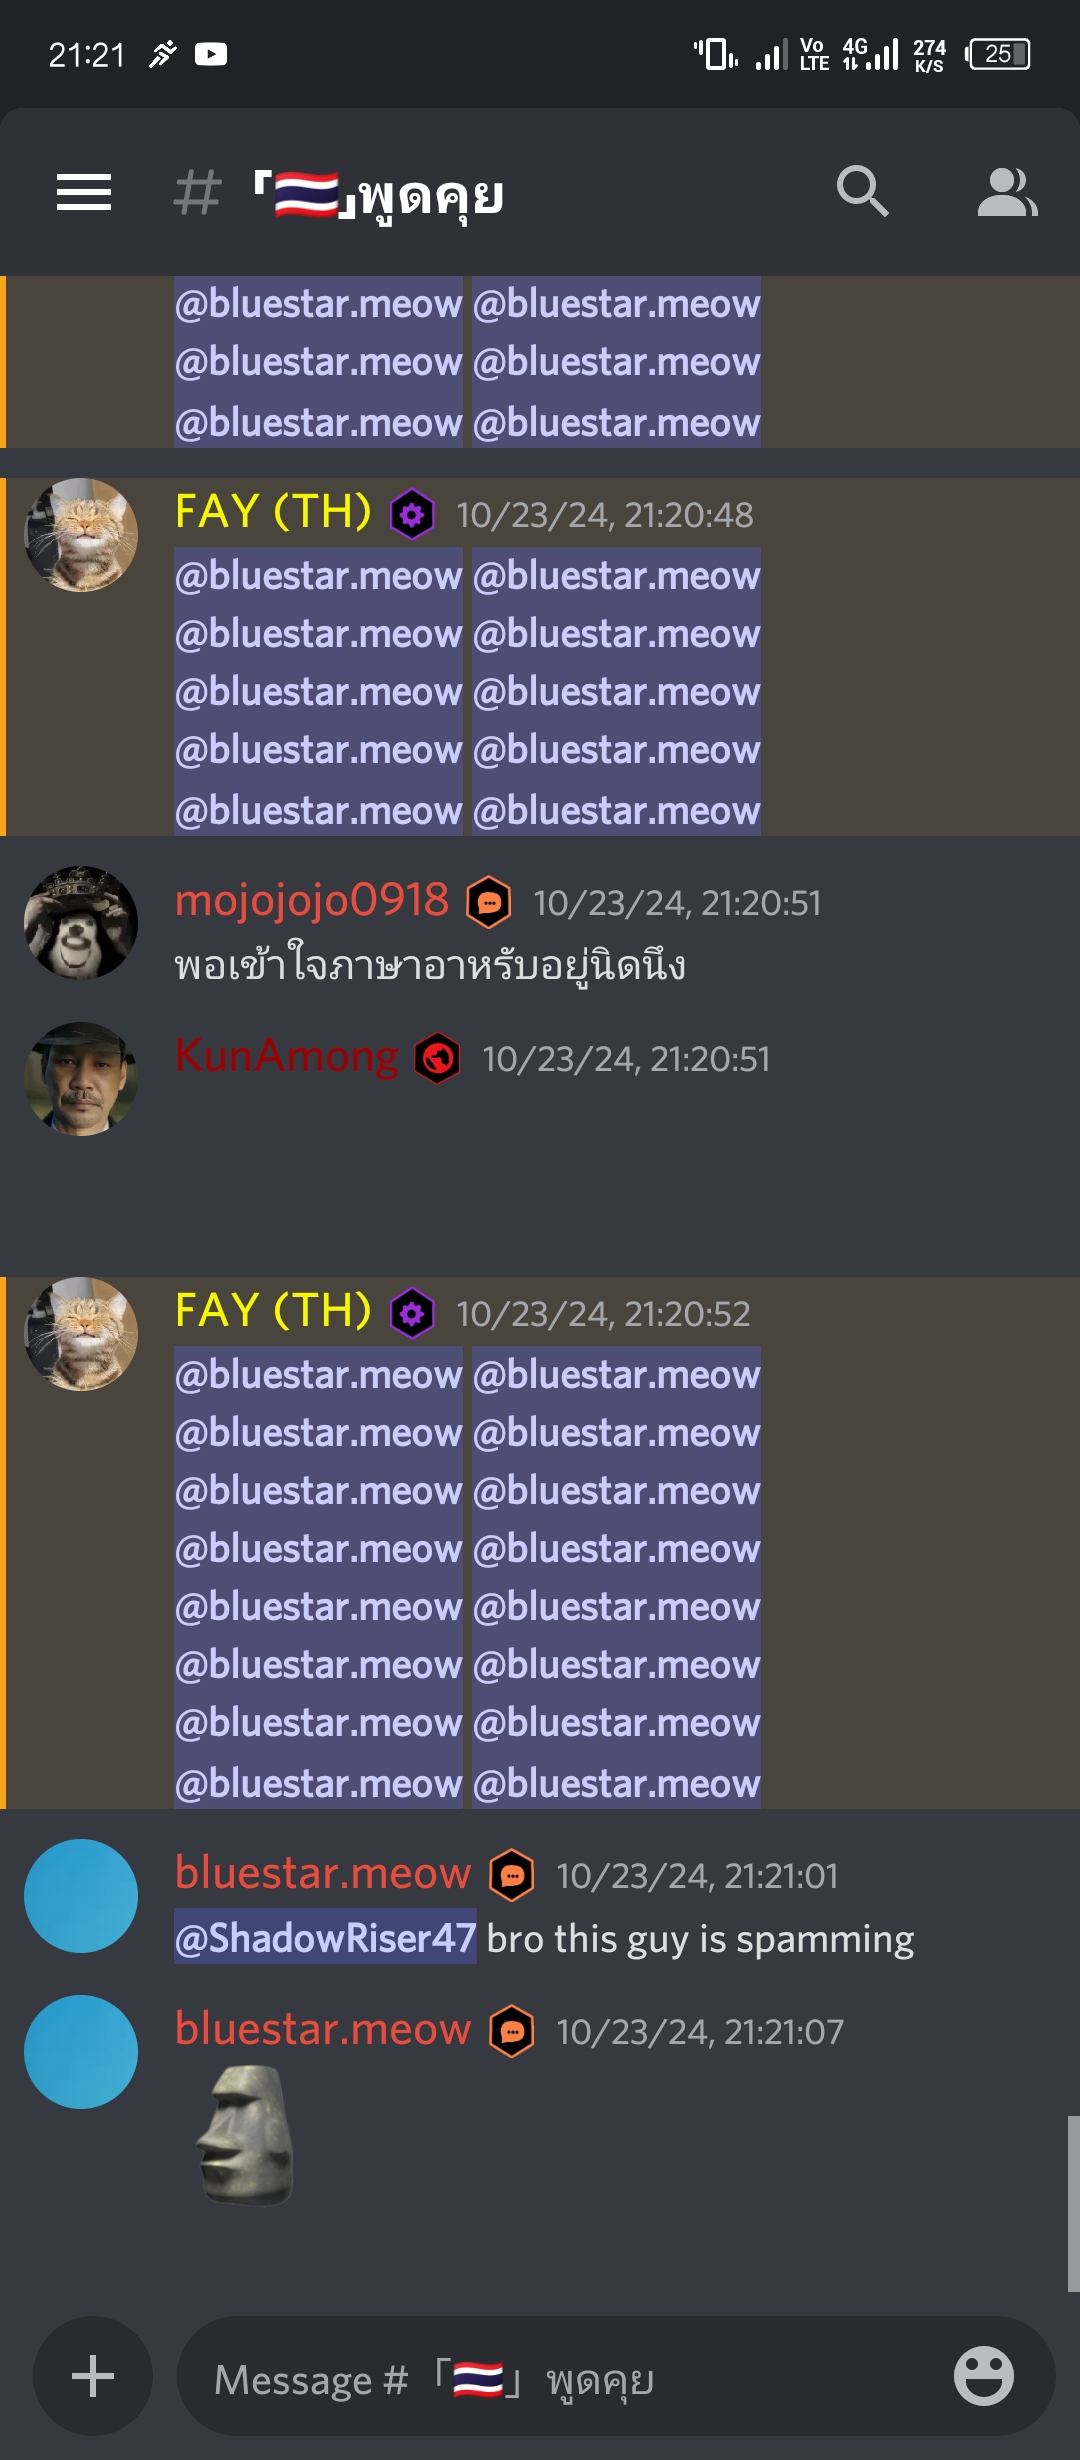 21:21
Vo LTE 4G 274 K/S 25
# 「🇹🇭」พูดคุย
@bluestar.meow @bluestar.meow
@bluestar.meow @bluestar.meow
@bluestar.meow @bluestar.meow
FAY (TH) 10/23/24, 21:20:48
@bluestar.meow @bluestar.meow
@bluestar.meow @bluestar.meow
@bluestar.meow @bluestar.meow
@bluestar.meow @bluestar.meow
@bluestar.meow @bluestar.meow
mojojojo0918 10/23/24, 21:20:51
พอเข้าใจภาษาอาหรับอยู่นิดนึง
KunAmong 10/23/24, 21:20:51
FAY (TH) 10/23/24, 21:20:52
@bluestar.meow @bluestar.meow
@bluestar.meow @bluestar.meow
@bluestar.meow @bluestar.meow
@bluestar.meow @bluestar.meow
@bluestar.meow @bluestar.meow
@bluestar.meow @bluestar.meow
@bluestar.meow @bluestar.meow
@bluestar.meow @bluestar.meow
bluestar.meow 10/23/24, 21:21:01
@ShadowRiser47 bro this guy is spamming
bluestar.meow 10/23/24, 21:21:07
Message #「🇹🇭」พูดคุย